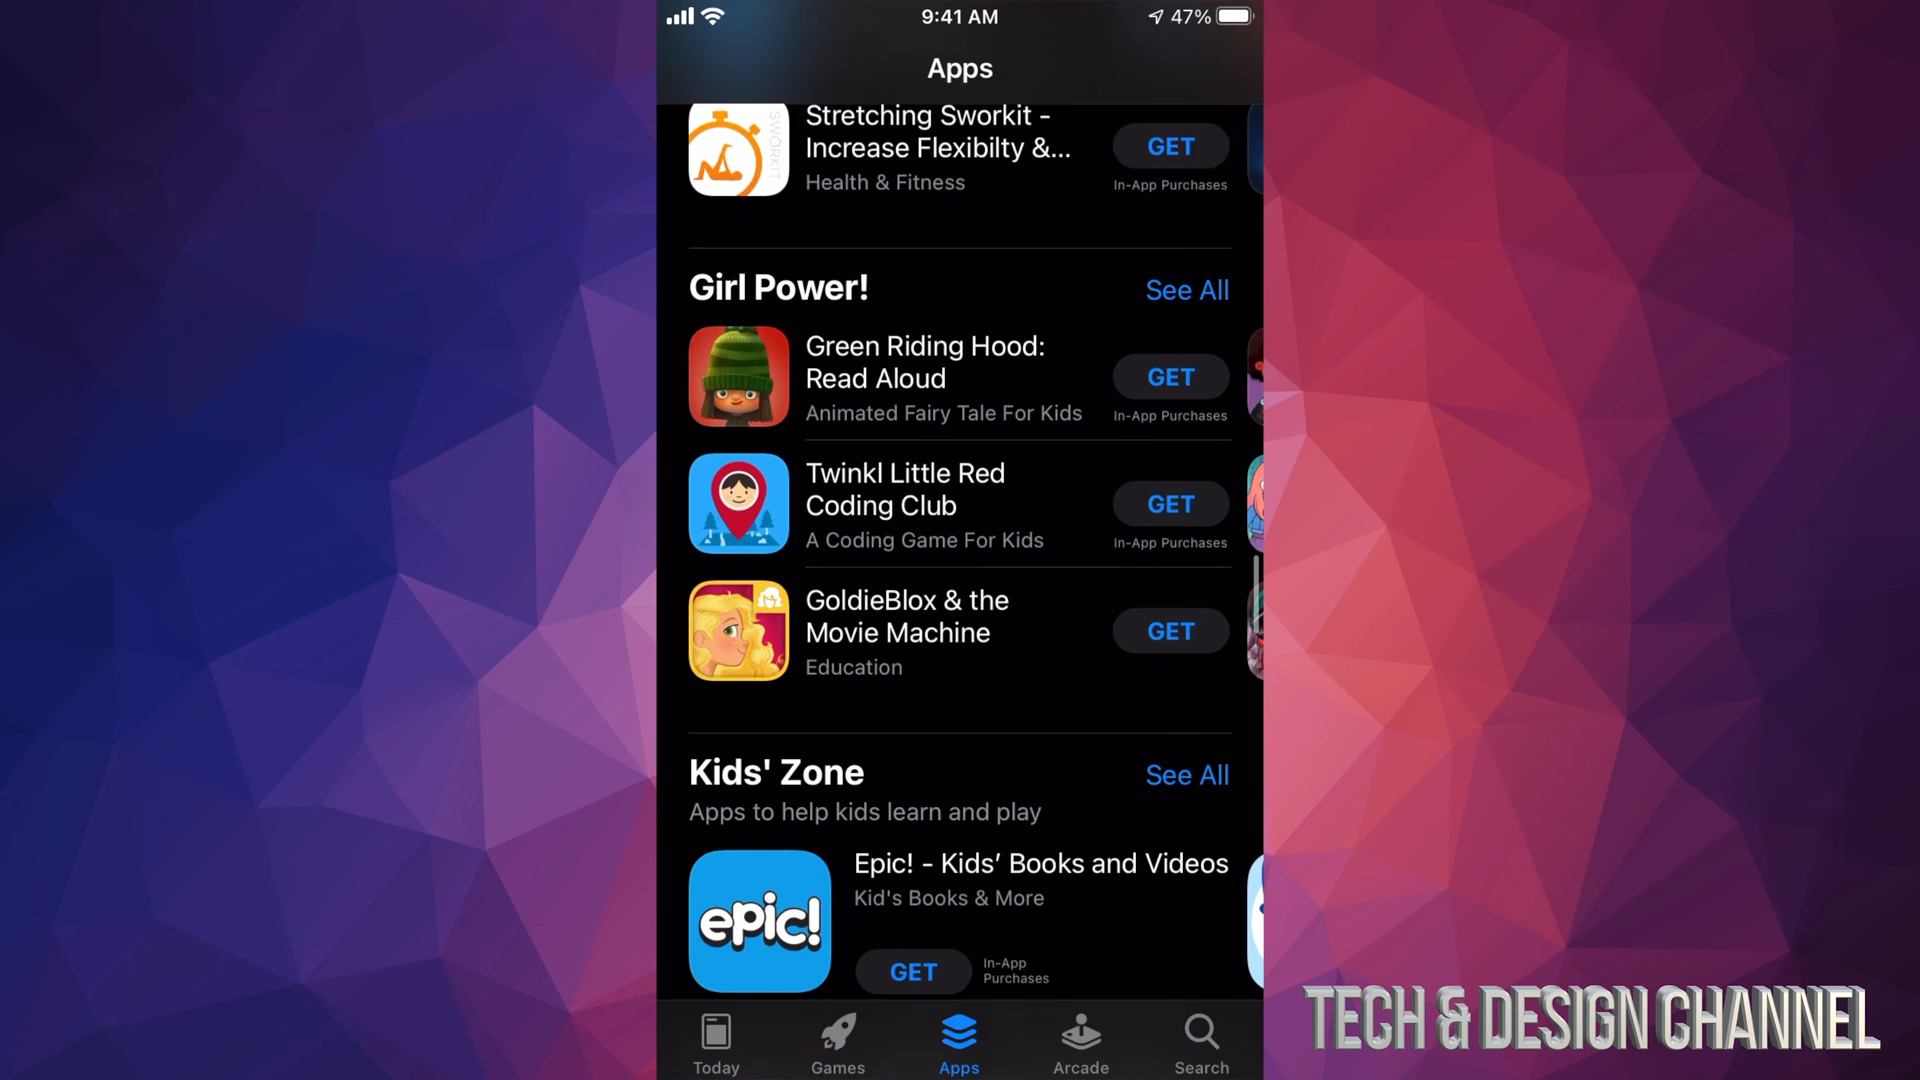 9:41 AM
47%
Apps
Stretching Sworkit -
Increase Flexibilty &...
GET
Health & Fitness
In-App Purchases
SWORKIT
Girl Power!
See All
Green Riding Hood:
Read Aloud
GET
Animated Fairy Tale For Kids
In-App Purchases
Twinkl Little Red
Coding Club
GET
A Coding Game For Kids
In-App Purchases
GoldieBlox & the
Movie Machine
GET
Education
Kids' Zone
See All
Apps to help kids learn and play
Epic! - Kids’ Books and Videos
Kid's Books & More
epic!
GET
In-App
Purchases
Today
Games
Apps
Arcade
Search
TECH & DESIGN CHANNEL